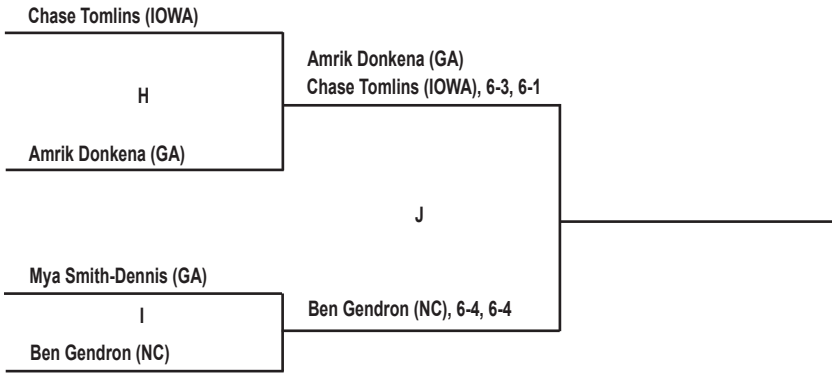 Chase Tomlins (IOWA)
Amrik Donkena (GA)
Chase Tomlins (IOWA), 6-3, 6-1
H
Amrik Donkena (GA)
J
Mya Smith-Dennis (GA)
I
Ben Gendron (NC), 6-4, 6-4
Ben Gendron (NC)